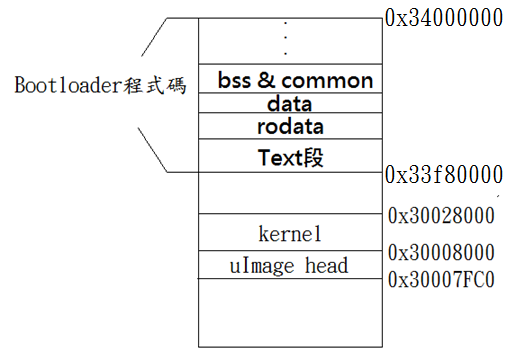 0x34000000
Bootloader程式碼
bss & common
data
rodata
Text段
0x33f80000
0x30028000
kernel
0x30008000
uImage head
0x30007FC0